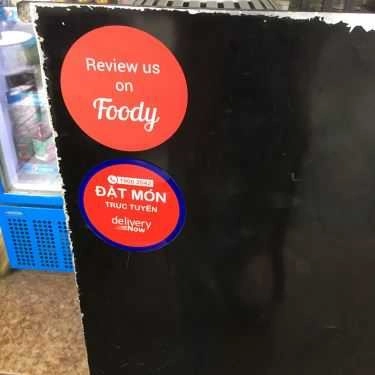 Review us
on
Foody
1900 2042
ĐẶT MÓN
TRỰC TUYẾN
delivery
Now